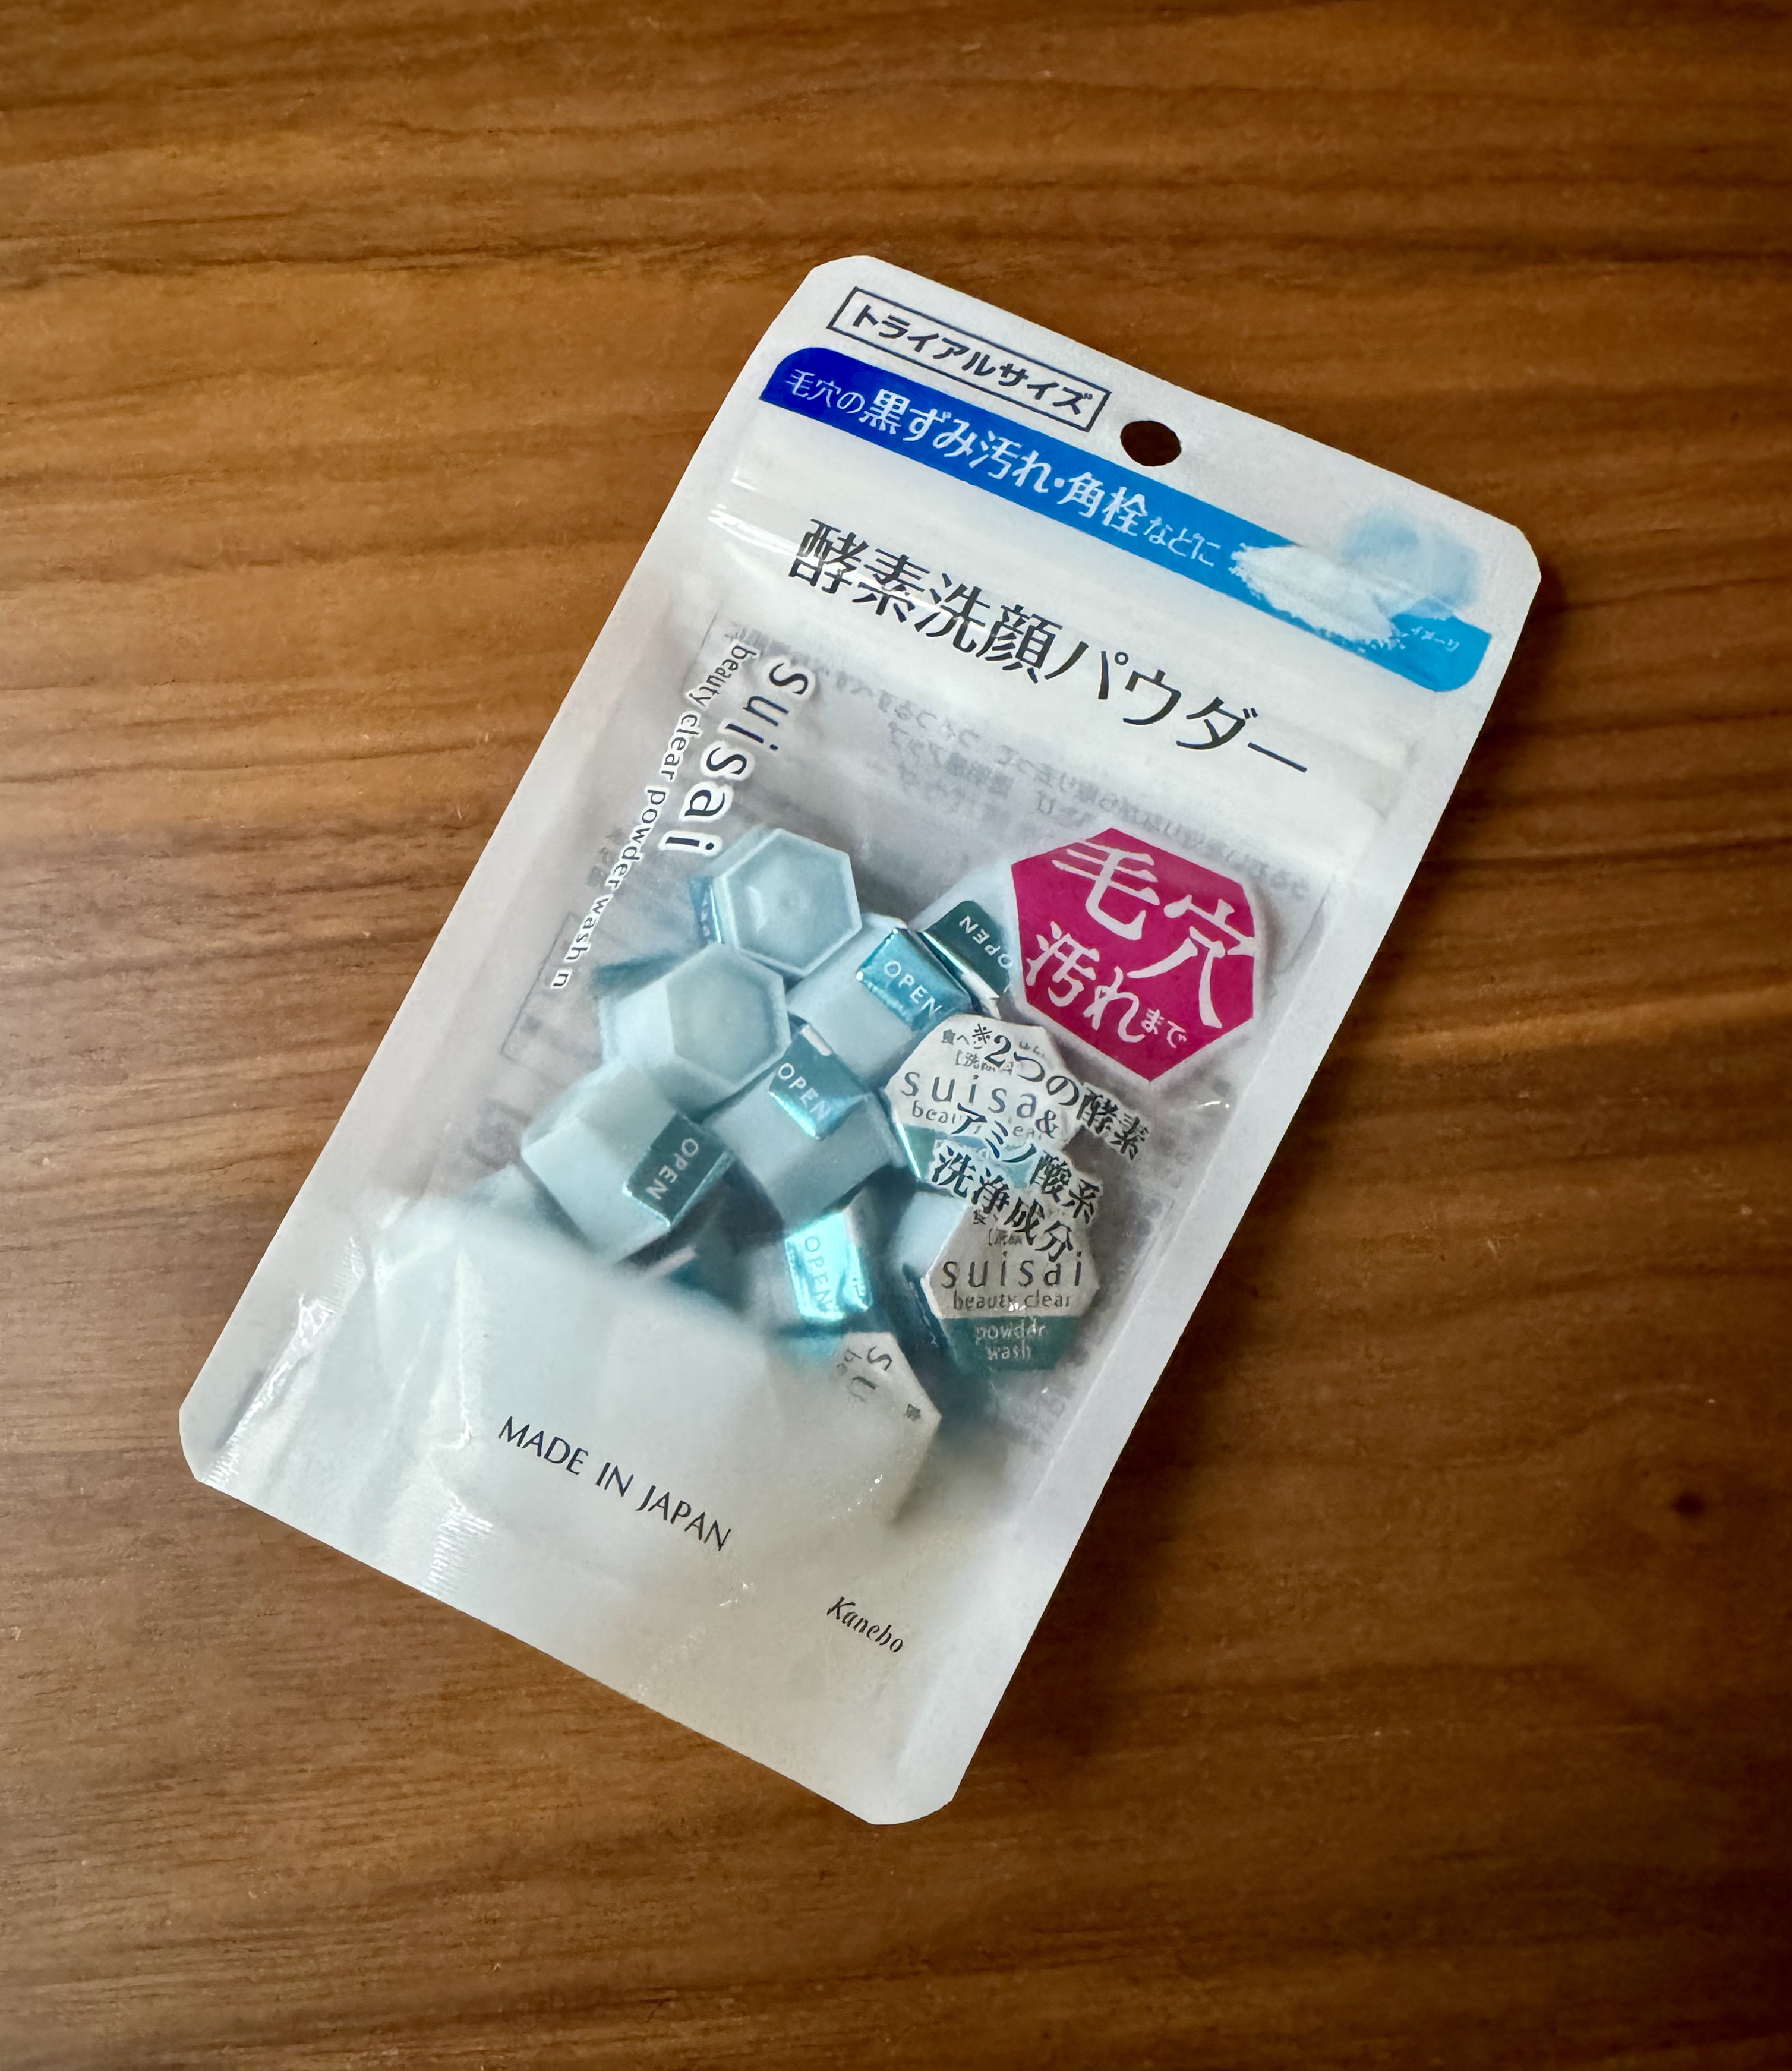 トライアルサイズ
毛穴の黒ずみ汚れ・角栓などに
イメージ
酵素洗顔パウダー
suisai
beauty clear powder wash n
毛穴
汚れまで
※2つの酵素
&
アミノ酸系
洗浄成分
OPEN
OPEN
OPEN
OPEN
OPEN
suisa
suisai
beauty clear
powder
wash
su
be
MADE IN JAPAN
Kanebo